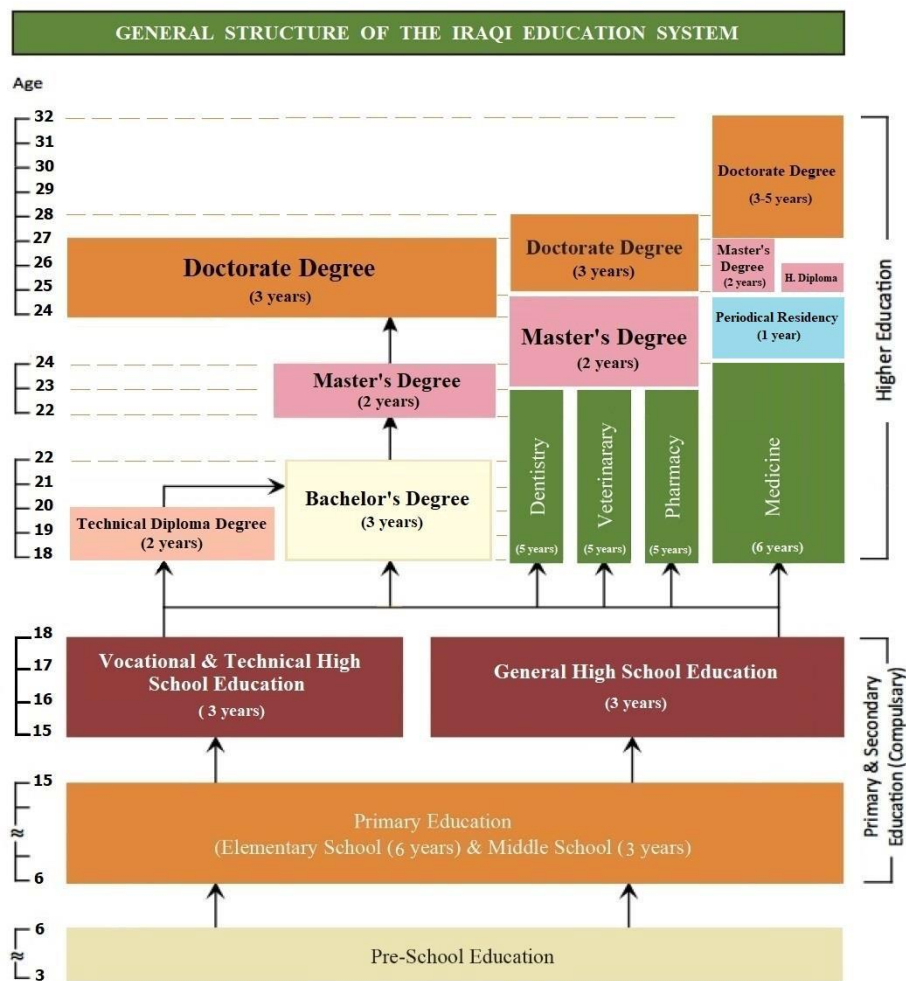 GENERAL STRUCTURE OF THE IRAQI EDUCATION SYSTEM
Age
32
31
30
29
28
27
26
25
24
24
23
22
22
21
20
19
18
18
17
16
15
15
6
6
3
Doctorate Degree
(3 years)
Doctorate Degree
(3 years)
Doctorate Degree
(3-5 years)
Master's
Degree
(2 years)
H. Diploma
Periodical Residency
(1 year)
Master's Degree
(2 years)
Master's Degree
(2 years)
Technical Diploma Degree
(2 years)
Bachelor's Degree
(3 years)
Dentistry
(5 years)
Veterinarary
(5 years)
Pharmacy
(5 years)
Medicine
(6 years)
Vocational & Technical High
School Education
( 3 years)
General High School Education
(3 years)
Primary Education
(Elementary School (6 years) & Middle School (3 years)
Pre-School Education
Higher Education
Primary & Secondary
Education (Compulsary)